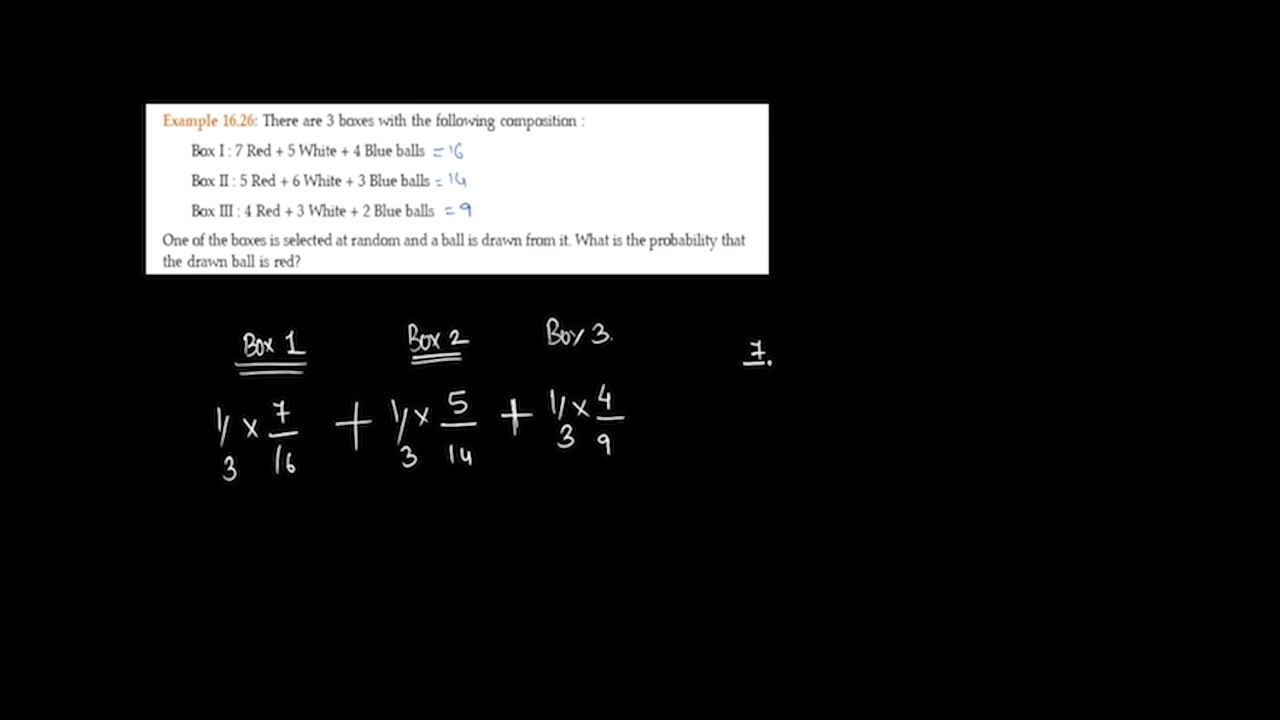 Example 16.26: There are 3 boxes with the following composition :
Box I : 7 Red + 5 White + 4 Blue balls = 16
Box II : 5 Red + 6 White + 3 Blue balls = 14
Box III : 4 Red + 3 White + 2 Blue balls = 9
One of the boxes is selected at random and a ball is drawn from it. What is the probability that
the drawn ball is red?
Box 1 Box 2 Box 3.
7.
1/3 × 7/16 + 1/3 × 5/14 + 1/3 × 4/9